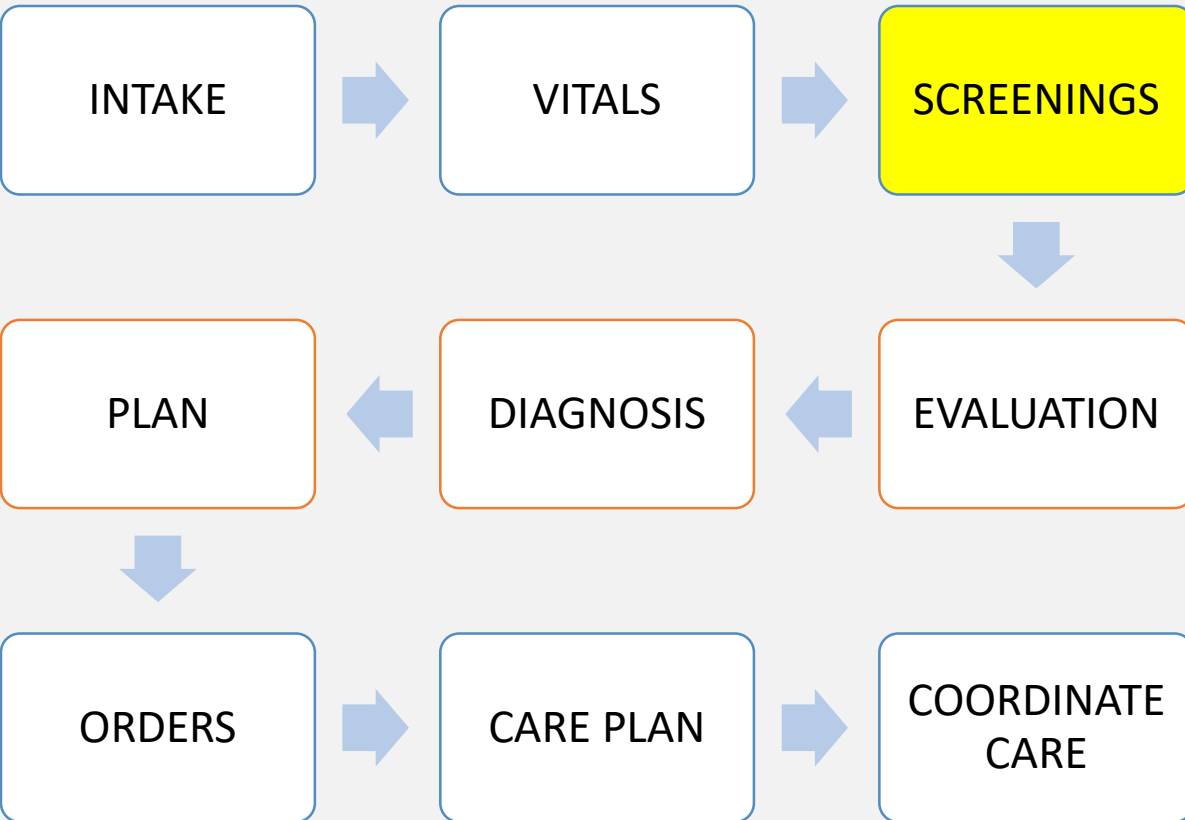 INTAKE
VITALS
SCREENINGS
EVALUATION
DIAGNOSIS
PLAN
ORDERS
CARE PLAN
COORDINATE
CARE